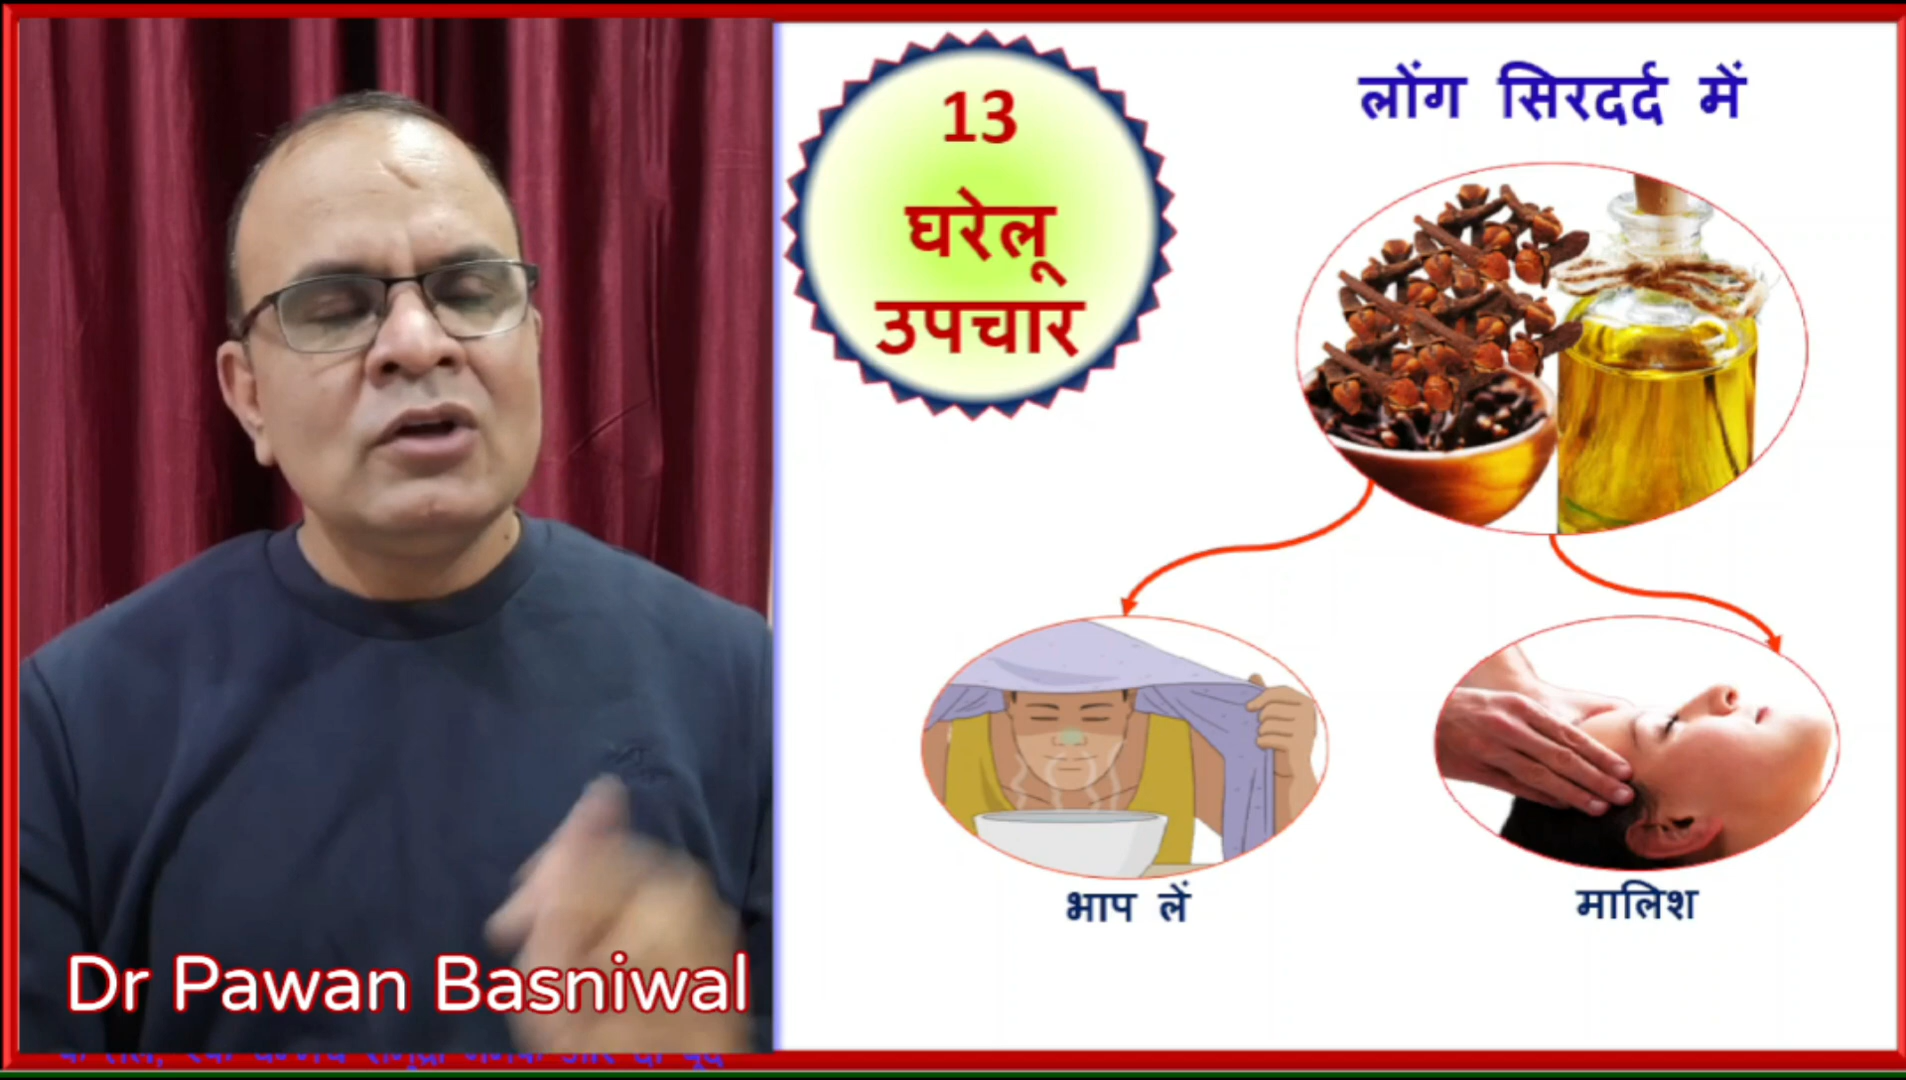 13
घरेलू
उपचार
लोंग सिरदर्द में
भाप लें
मालिश
Dr Pawan Basniwal